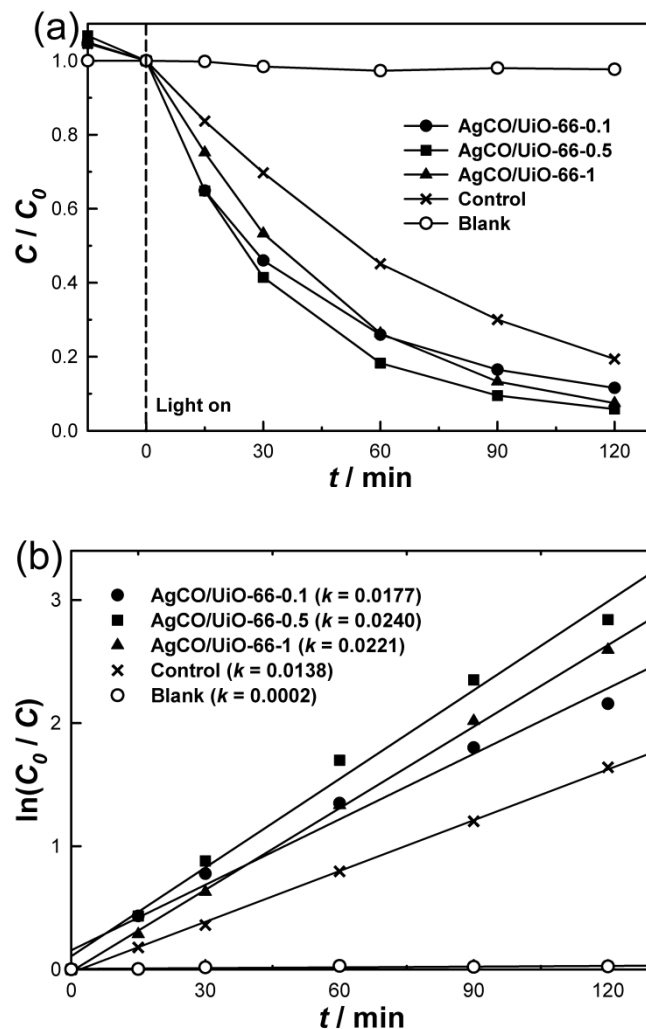 (a)
1.0
0.8
0.6
0.4
0.2
0.0
C / C0
AgCO/UiO-66-0.1
AgCO/UiO-66-0.5
AgCO/UiO-66-1
Control
Blank
Light on
0 30 60 90 120
t / min
(b)
3
2
1
0
ln(C0 / C)
AgCO/UiO-66-0.1 (k = 0.0177)
AgCO/UiO-66-0.5 (k = 0.0240)
AgCO/UiO-66-1 (k = 0.0221)
Control (k = 0.0138)
Blank (k = 0.0002)
0 30 60 90 120
t / min